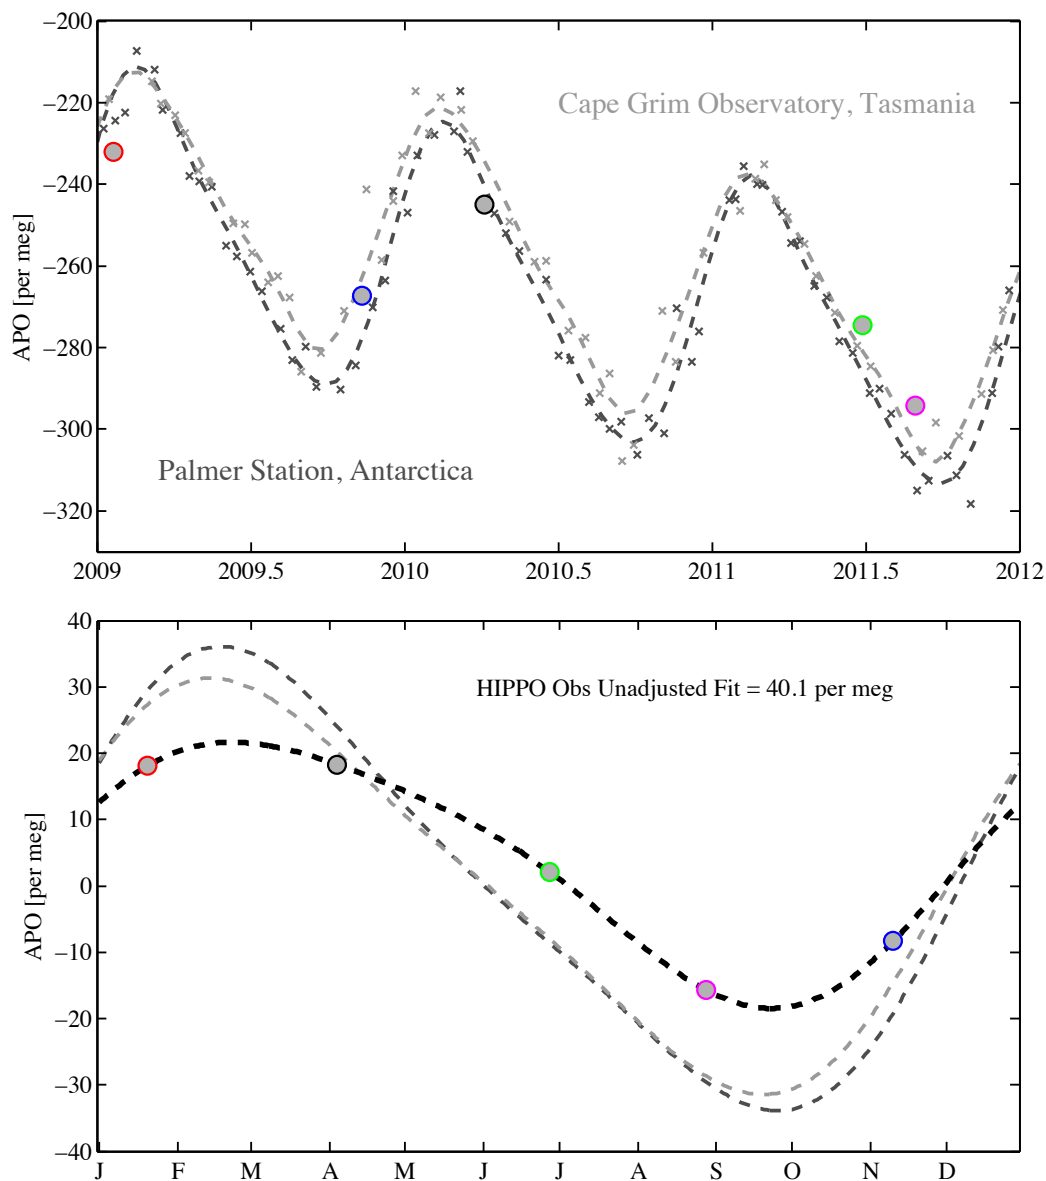 −200
−220
−240
−260
−280
−300
−320
APO [per meg]
Cape Grim Observatory, Tasmania
Palmer Station, Antarctica
2009 2009.5 2010 2010.5 2011 2011.5 2012
40
30
20
10
0
−10
−20
−30
−40
APO [per meg]
HIPPO Obs Unadjusted Fit = 40.1 per meg
J F M A M J J A S O N D